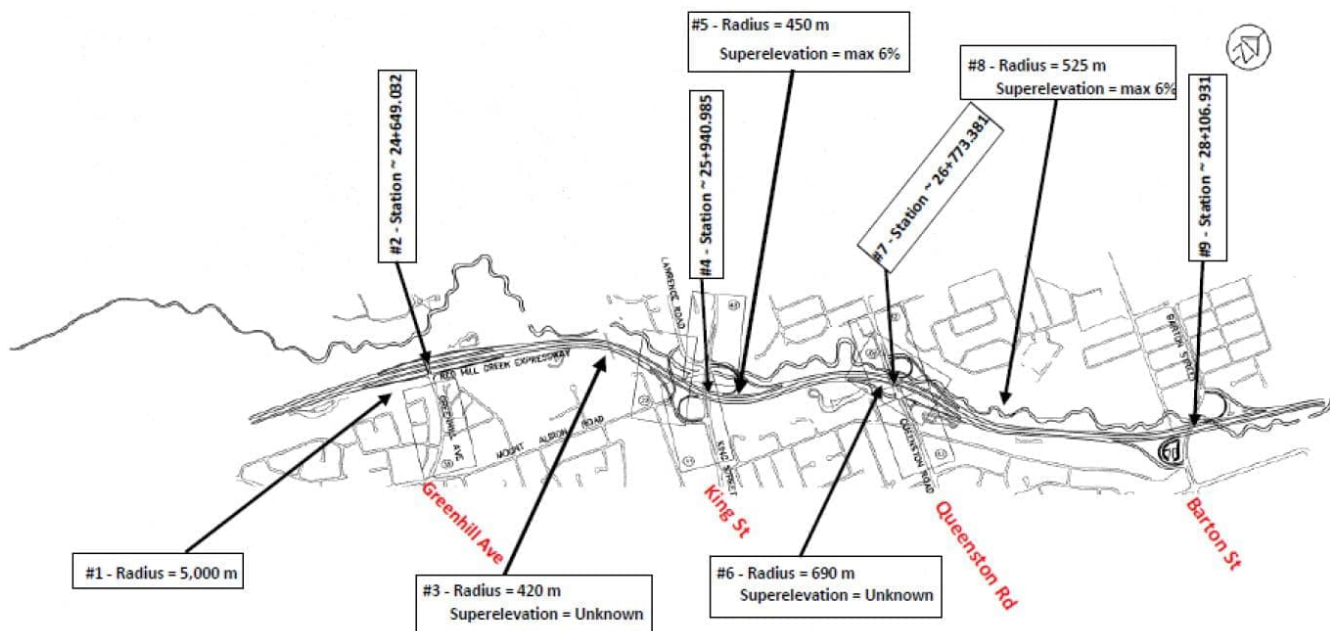 #5 - Radius = 450 m
Superelevation = max 6%
#8 - Radius = 525 m
Superelevation = max 6%
#2 - Station ~ 24+649.032
#4 - Station ~ 25+940.985
#7 - Station ~ 26+773.381
#9 - Station ~ 28+106.931
LAWRENCE ROAD
BARTON STREET
RED HILL CREEK EXPRESSWAY
GREENHILL AVE
MOUNT ALBION ROAD
KING STREET
QUEENSTON ROAD
Greenhill Ave
King St
Queenston Rd
Barton St
#1 - Radius = 5,000 m
#3 - Radius = 420 m
Superelevation = Unknown
#6 - Radius = 690 m
Superelevation = Unknown